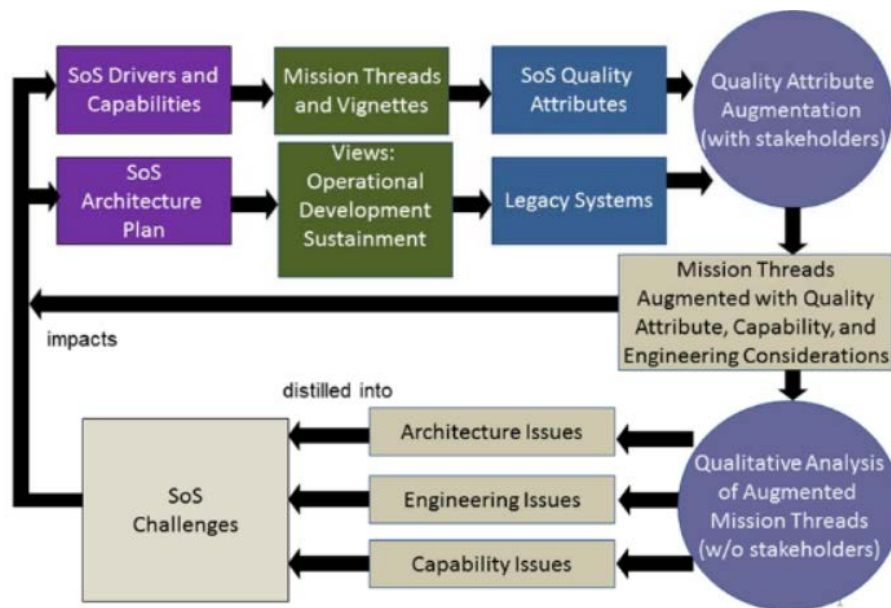 SoS Drivers and
Capabilities
Mission Threads
and Vignettes
SoS Quality
Attributes
Quality Attribute
Augmentation
(with stakeholders)
SoS
Architecture
Plan
Views:
Operational
Development
Sustainment
Legacy Systems
Mission Threads
Augmented with Quality
Attribute, Capability, and
Engineering Considerations
impacts
distilled into
Architecture Issues
Engineering Issues
Capability Issues
SoS
Challenges
Qualitative Analysis
of Augmented
Mission Threads
(w/o stakeholders)